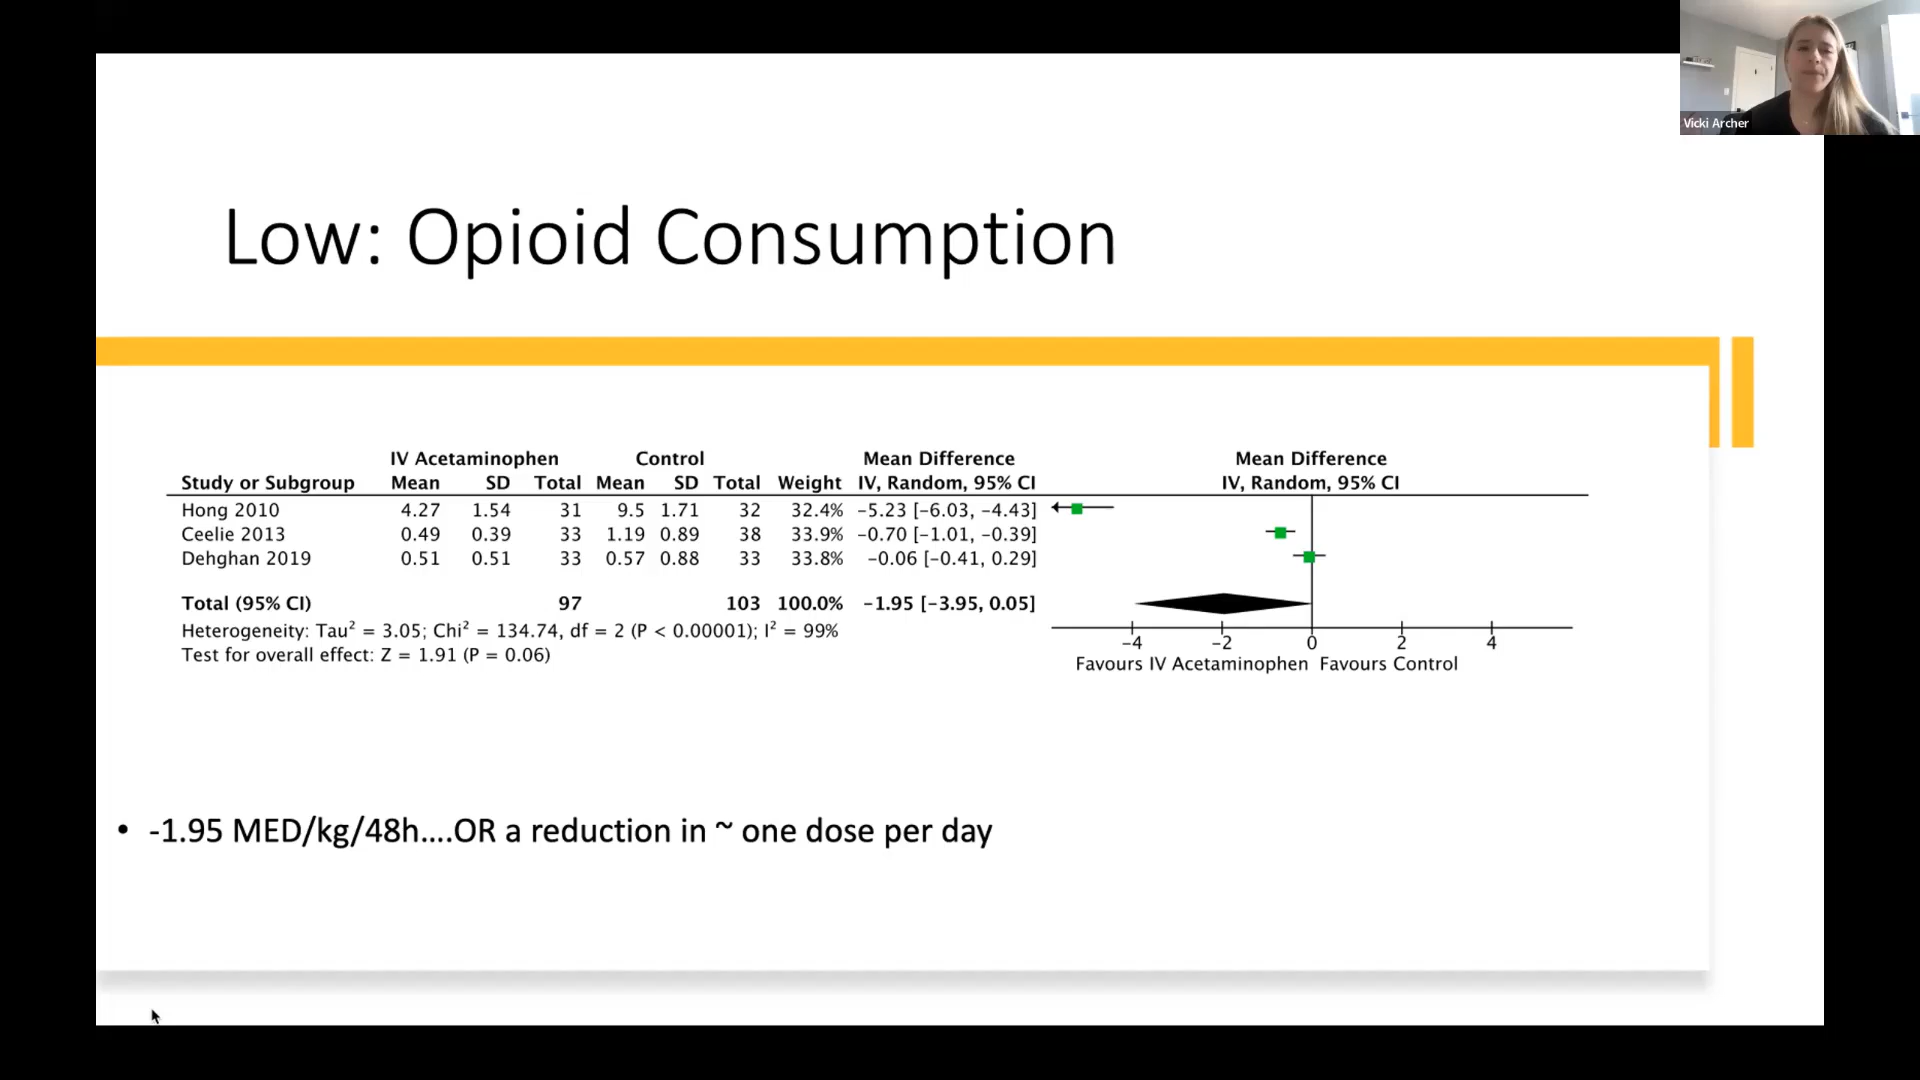 Vicki Archer
Low: Opioid Consumption
IV Acetaminophen Control Mean Difference Mean Difference
Study or Subgroup Mean SD Total Mean SD Total Weight IV, Random, 95% CI IV, Random, 95% CI
Hong 2010 4.27 1.54 31 9.5 1.71 32 32.4% −5.23 [−6.03, −4.43]
Ceelie 2013 0.49 0.39 33 1.19 0.89 38 33.9% −0.70 [−1.01, −0.39]
Dehghan 2019 0.51 0.51 33 0.57 0.88 33 33.8% −0.06 [−0.41, 0.29]
Total (95% CI) 97 103 100.0% −1.95 [−3.95, 0.05]
Heterogeneity: Tau² = 3.05; Chi² = 134.74, df = 2 (P < 0.00001); I² = 99%
Test for overall effect: Z = 1.91 (P = 0.06)
−4 −2 0 2 4
Favours IV Acetaminophen Favours Control
• -1.95 MED/kg/48h....OR a reduction in ~ one dose per day